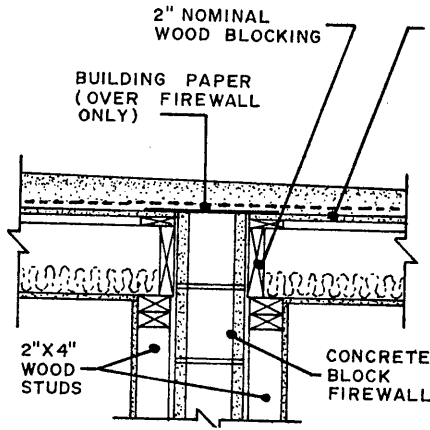 2" NOMINAL
WOOD BLOCKING
BUILDING PAPER
(OVER FIREWALL
ONLY)
2"X4"
WOOD
STUDS
CONCRETE
BLOCK
FIREWALL